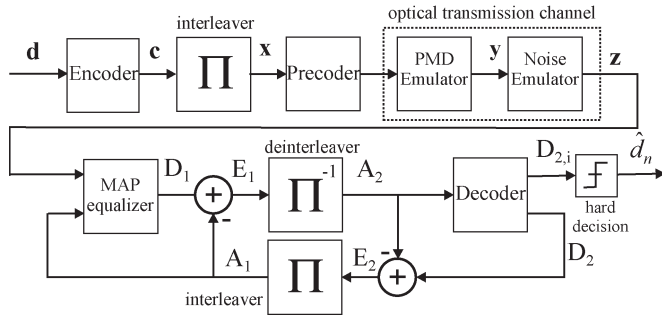 optical transmission channel
interleaver
d
Encoder
c
Π
x
Precoder
PMD
Emulator
y
Noise
Emulator
z
deinterleaver
MAP
equalizer
D₁
+
-
E₁
Π⁻¹
A₂
Decoder
D₂,ᵢ
d̂ₙ
hard
decision
A₁
interleaver
Π
E₂
-
+
D₂